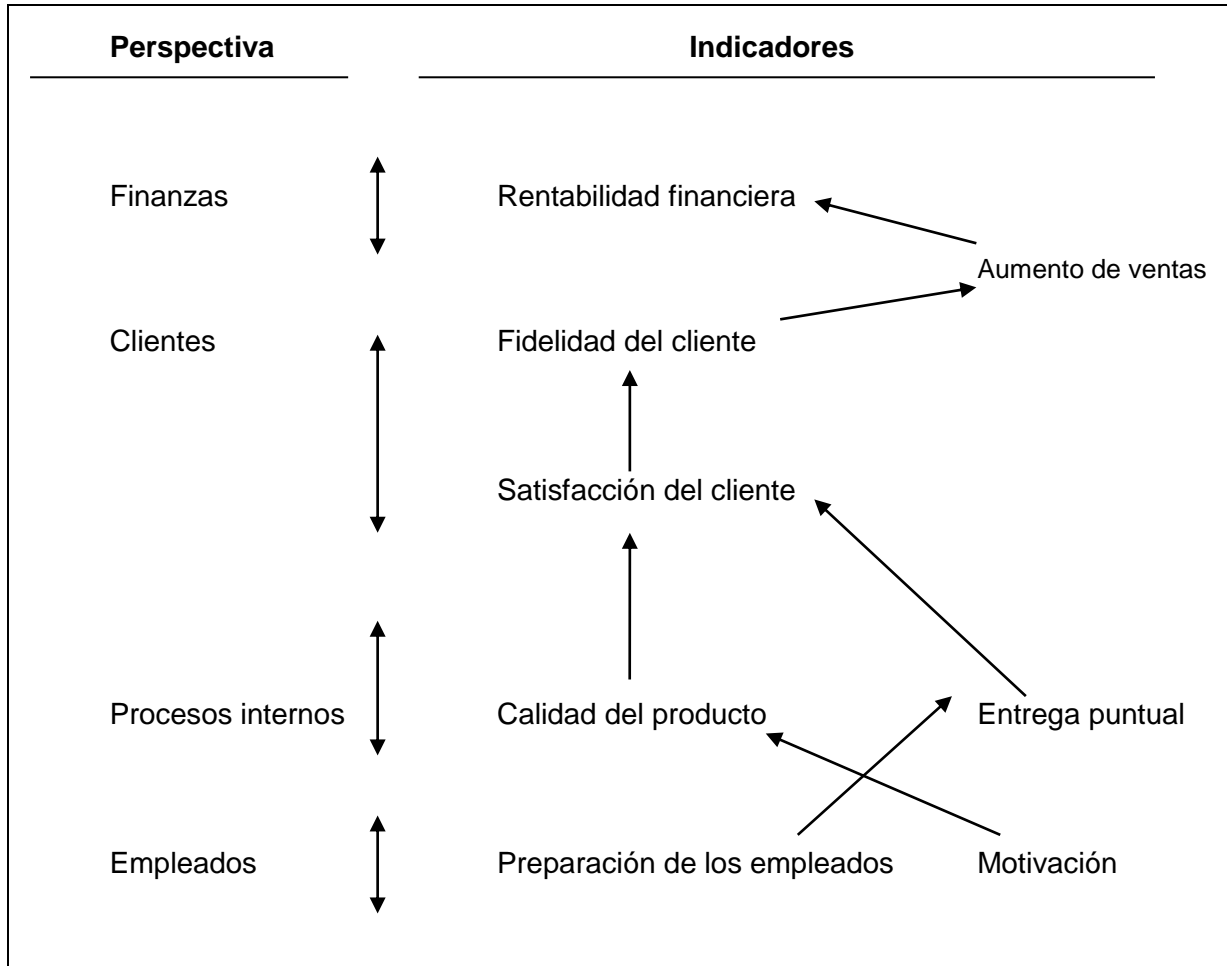 Perspectiva Indicadores
Finanzas Rentabilidad financiera
Aumento de ventas
Clientes Fidelidad del cliente
Satisfacción del cliente
Procesos internos Calidad del producto Entrega puntual
Empleados Preparación de los empleados Motivación